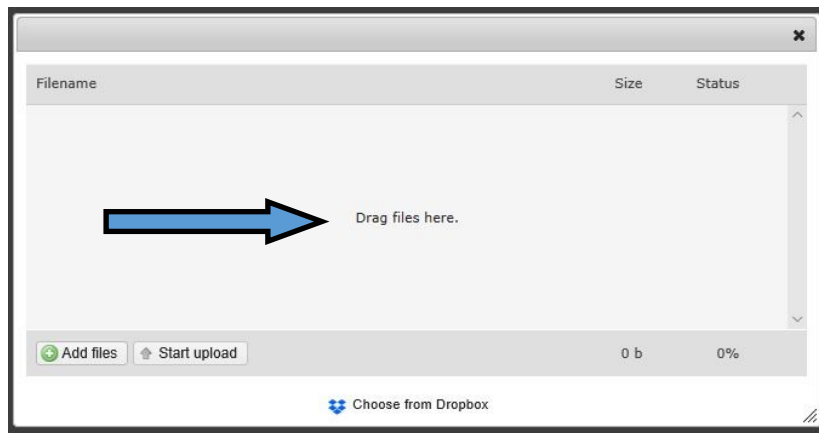 Filename Size Status
Drag files here.
Add files Start upload 0 b 0%
Choose from Dropbox